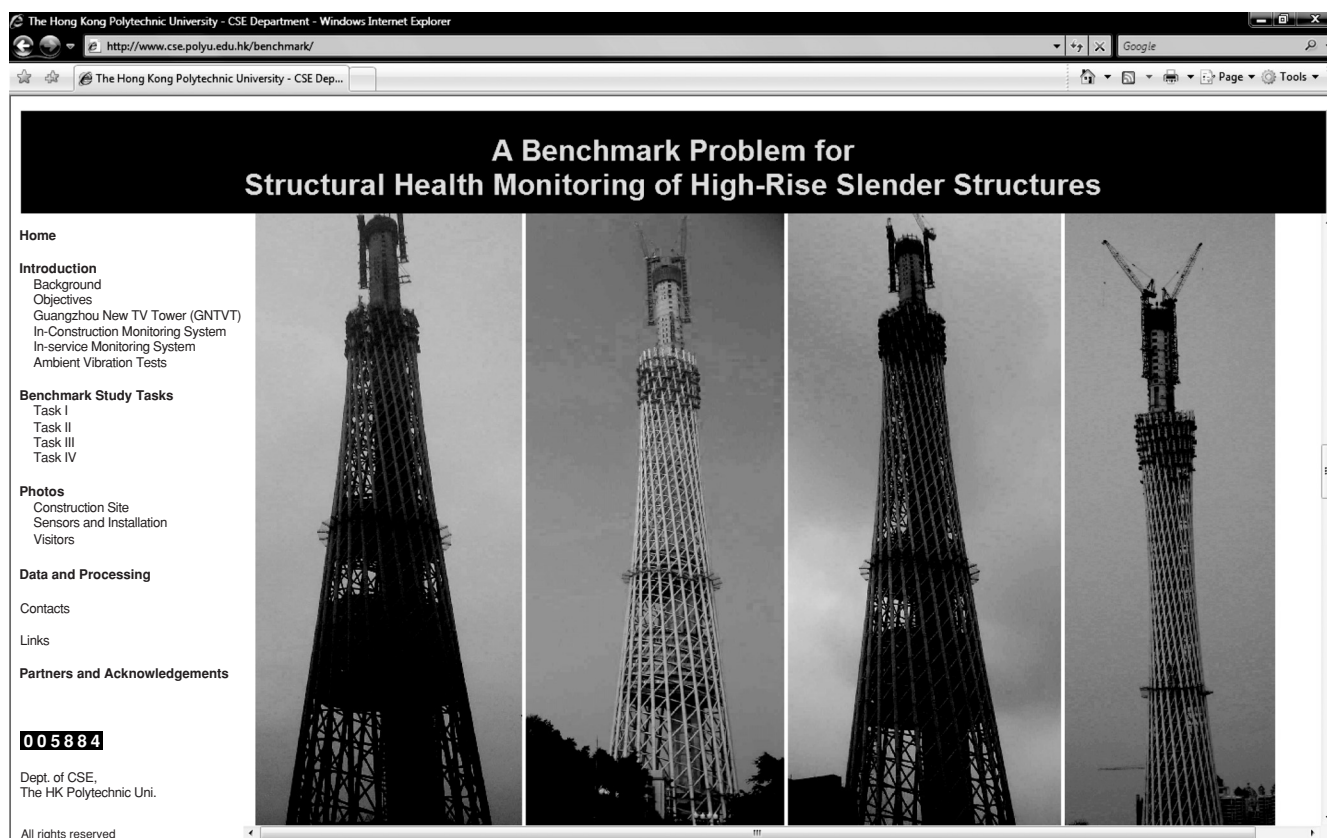 The Hong Kong Polytechnic University - CSE Department - Windows Internet Explorer
http://www.cse.polyu.edu.hk/benchmark/
Google
The Hong Kong Polytechnic University - CSE Dep...
Page
Tools
A Benchmark Problem for
Structural Health Monitoring of High-Rise Slender Structures
Home
Introduction
Background
Objectives
Guangzhou New TV Tower (GNTVT)
In-Construction Monitoring System
In-service Monitoring System
Ambient Vibration Tests
Benchmark Study Tasks
Task I
Task II
Task III
Task IV
Photos
Construction Site
Sensors and Installation
Visitors
Data and Processing
Contacts
Links
Partners and Acknowledgements
005884
Dept. of CSE,
The HK Polytechnic Uni.
All rights reserved